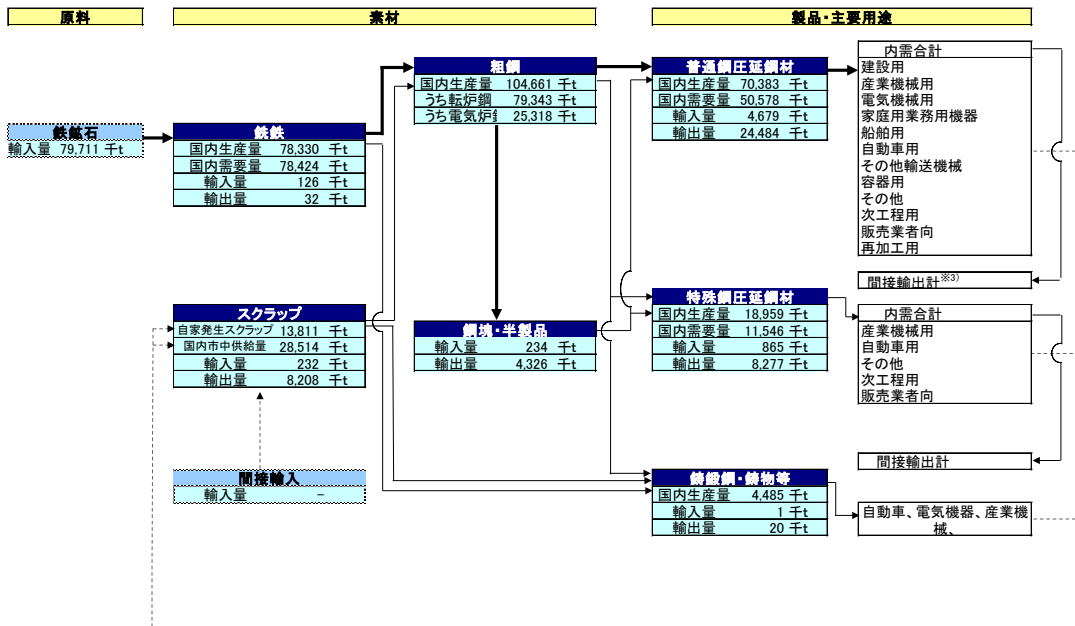 原料
素材
製品・主要用途
鉄鉱石
輸入量 79,711 千t
銑鉄
国内生産量 78,330 千t
国内需要量 78,424 千t
輸入量 126 千t
輸出量 32 千t
スクラップ
自家発生スクラップ 13,811 千t
国内市中供給量 28,514 千t
輸入量 232 千t
輸出量 8,208 千t
間接輸入
輸入量 －
粗鋼
国内生産量 104,661 千t
うち転炉鋼 79,343 千t
うち電気炉鋼 25,318 千t
鋼塊・半製品
輸入量 234 千t
輸出量 4,326 千t
普通鋼圧延鋼材
国内生産量 70,383 千t
国内需要量 50,578 千t
輸入量 4,679 千t
輸出量 24,484 千t
特殊鋼圧延鋼材
国内生産量 18,959 千t
国内需要量 11,546 千t
輸入量 865 千t
輸出量 8,277 千t
鋳鍛鋼・鋳物等
国内生産量 4,485 千t
輸入量 1 千t
輸出量 20 千t
内需合計
建設用
産業機械用
電気機械用
家庭用業務用機器
船舶用
自動車用
その他輸送機械
容器用
その他
次工程用
販売業者向
再加工用
間接輸出計※3)
内需合計
産業機械用
自動車用
その他
次工程用
販売業者向
間接輸出計
自動車、電気機器、産業機
械、